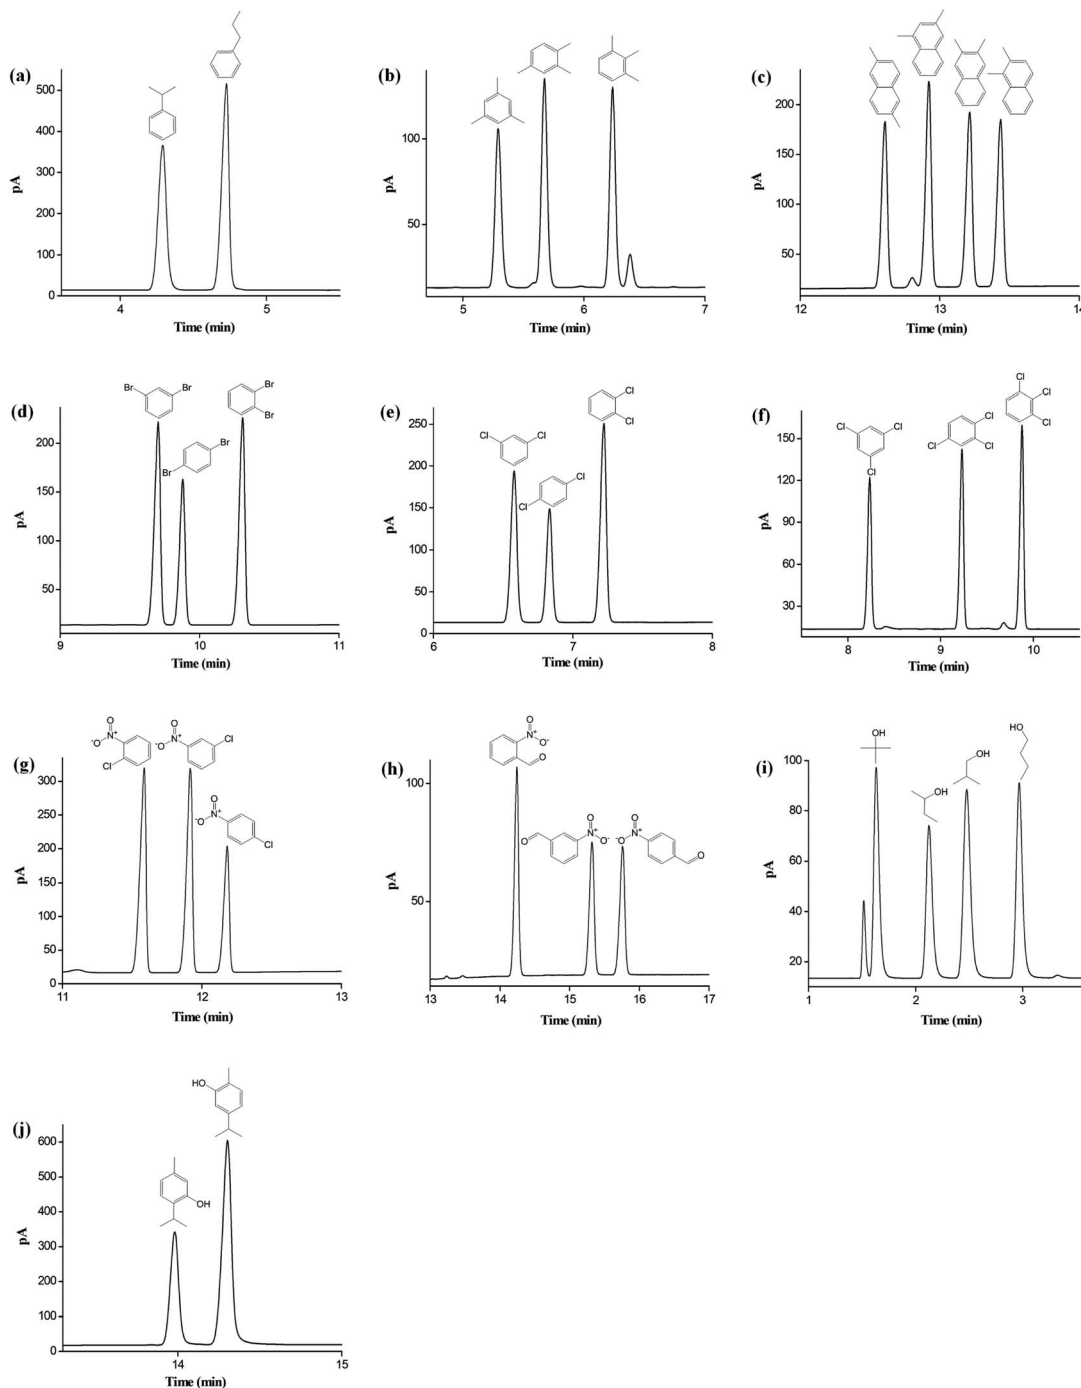 (a)
500
400
300
200
100
0
pA
4
5
Time (min)
(b)
100
50
pA
5
6
7
Time (min)
(c)
200
150
100
50
pA
12
13
14
Time (min)
(d)
Br
Br
Br
Br
Br
Br
200
150
100
50
pA
9
10
11
Time (min)
(e)
Cl
Cl
Cl
Cl
Cl
Cl
250
200
150
100
50
0
pA
6
7
8
Time (min)
(f)
Cl
Cl
Cl
Cl
Cl
Cl
Cl
Cl
Cl
150
120
90
60
30
pA
8
9
10
Time (min)
(g)
O
-O
N+
Cl
O
-O
N+
Cl
O
-O
N+
Cl
300
250
200
150
100
50
0
pA
11
12
13
Time (min)
(h)
O
N+
O-
O
O
O
N+
O-
O
-O
N+
O
100
50
pA
13
14
15
16
17
Time (min)
(i)
OH
OH
OH
HO
100
80
60
40
20
pA
1
2
3
Time (min)
(j)
OH
HO
600
500
400
300
200
100
0
pA
14
15
Time (min)